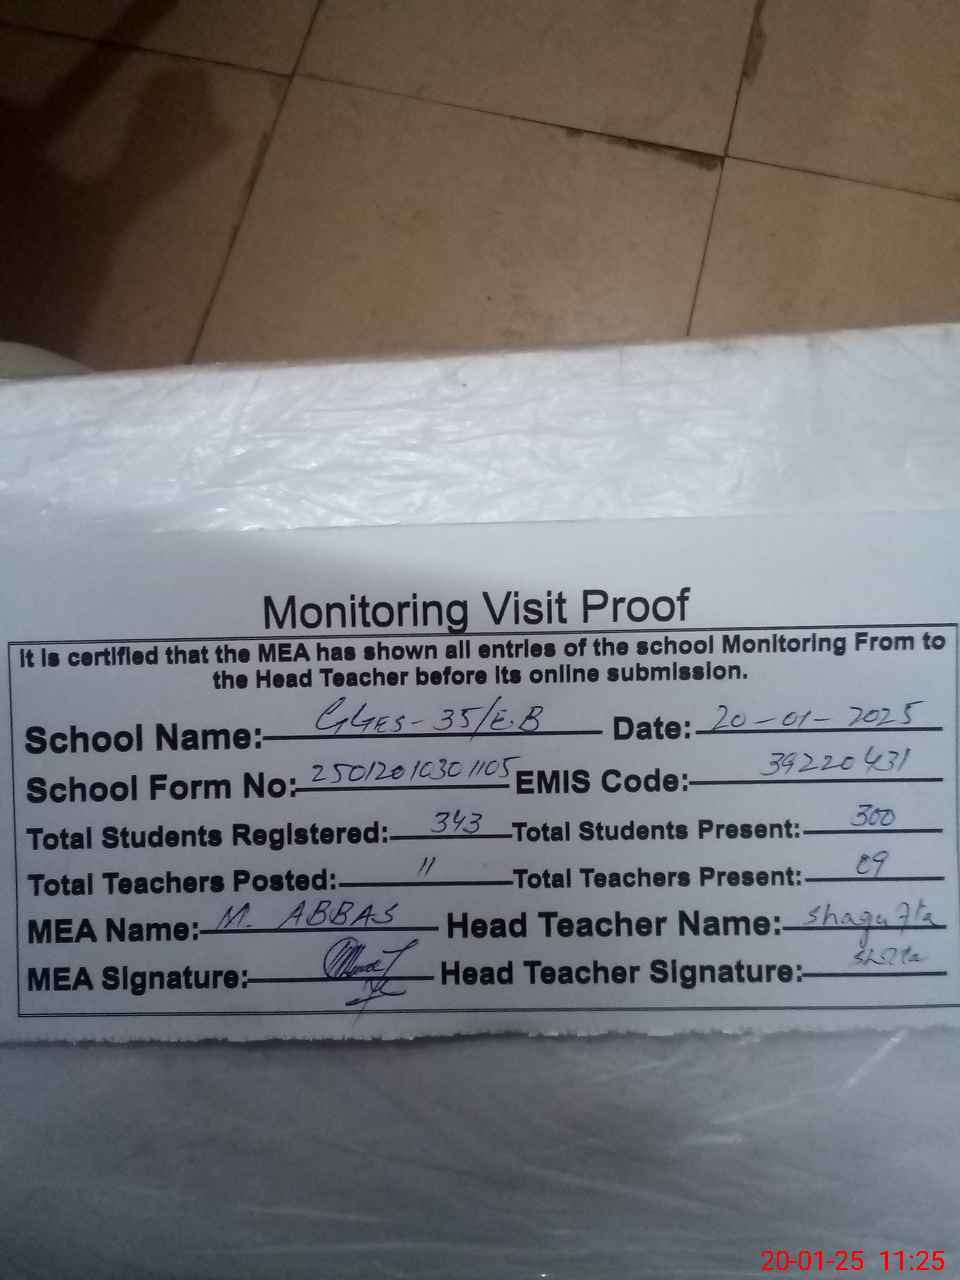 Monitoring Visit Proof
It is certified that the MEA has shown all entries of the school Monitoring From to
the Head Teacher before its online submission.
School Name: GGES-35/E.B Date: 20-01-2025
School Form No: 25012010301105 EMIS Code: 39220431
Total Students Registered: 343 Total Students Present: 300
Total Teachers Posted: 11 Total Teachers Present: 09
MEA Name: M. ABBAS Head Teacher Name: Shagufta
MEA Signature: Head Teacher Signature:
20-01-25 11:25